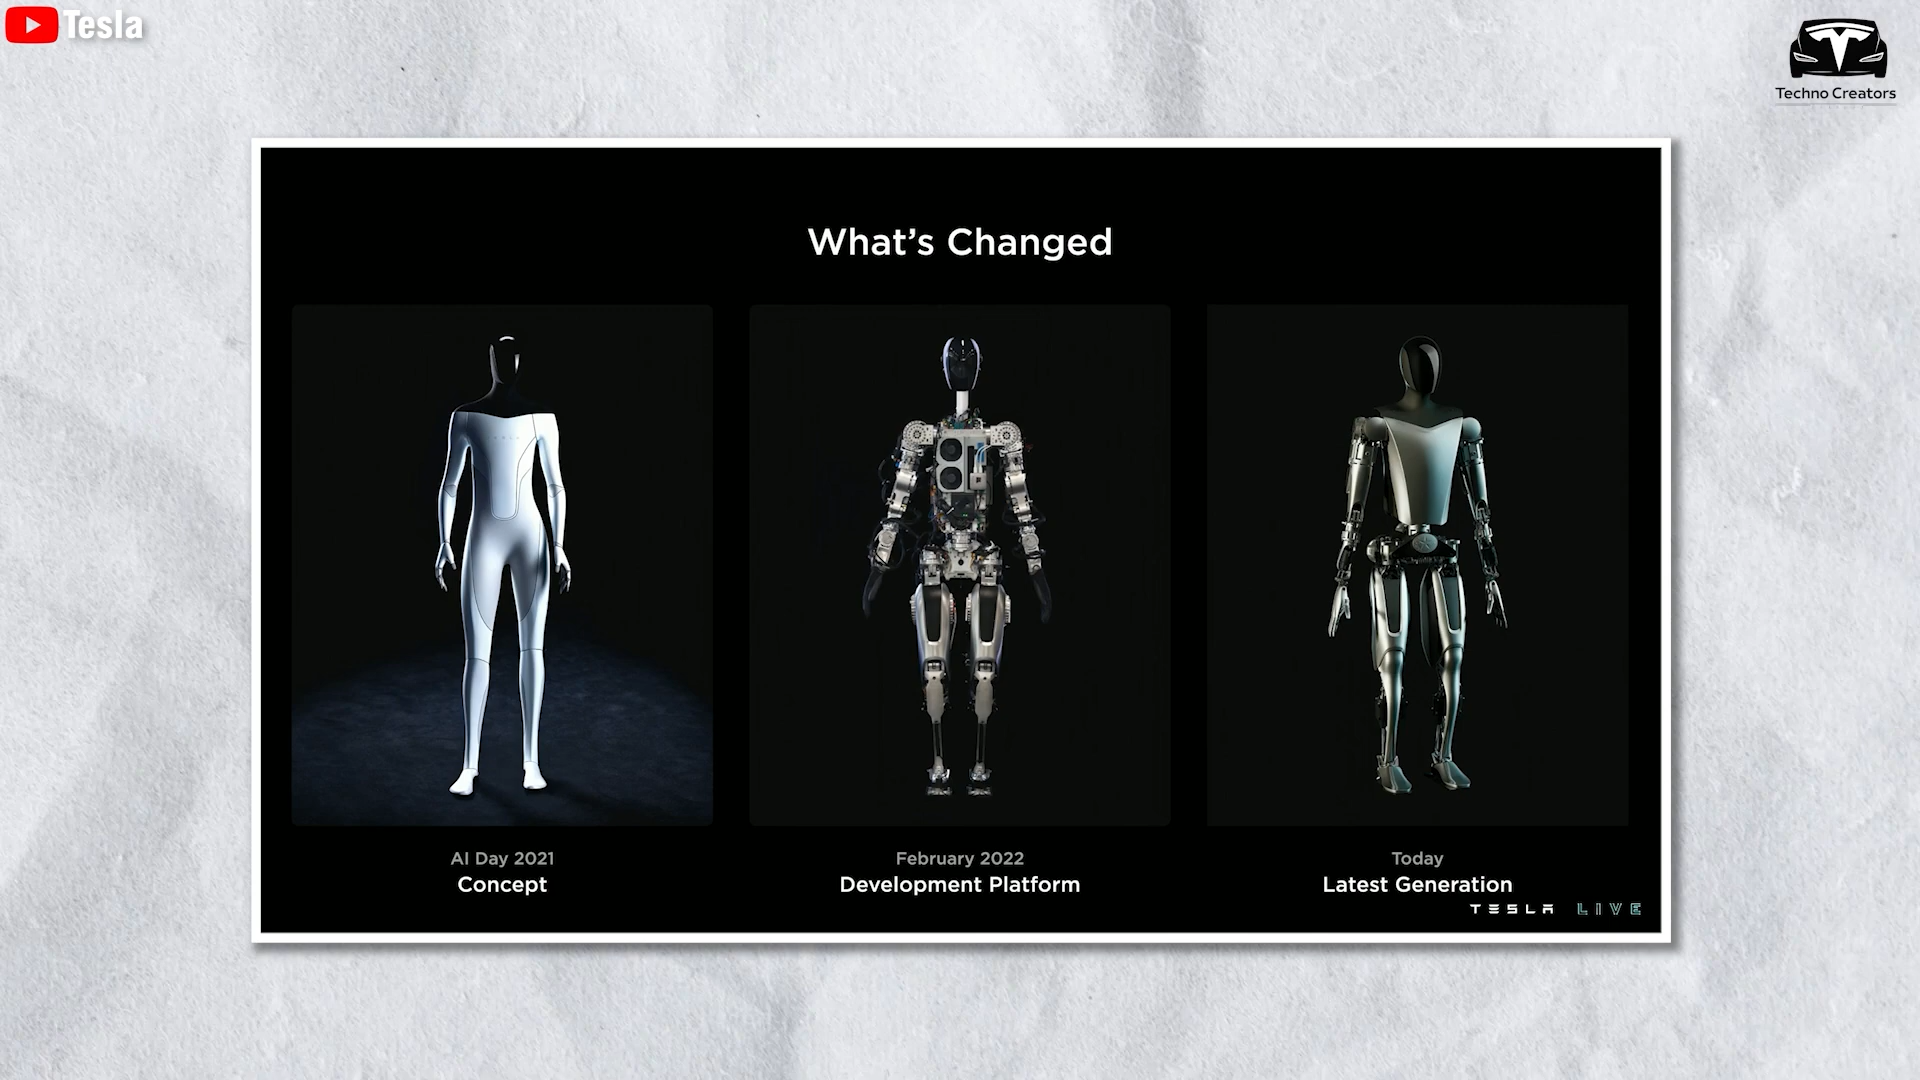 Tesla
Techno Creators
What's Changed
AI Day 2021
Concept
February 2022
Development Platform
Today
Latest Generation
TESLA LIVE